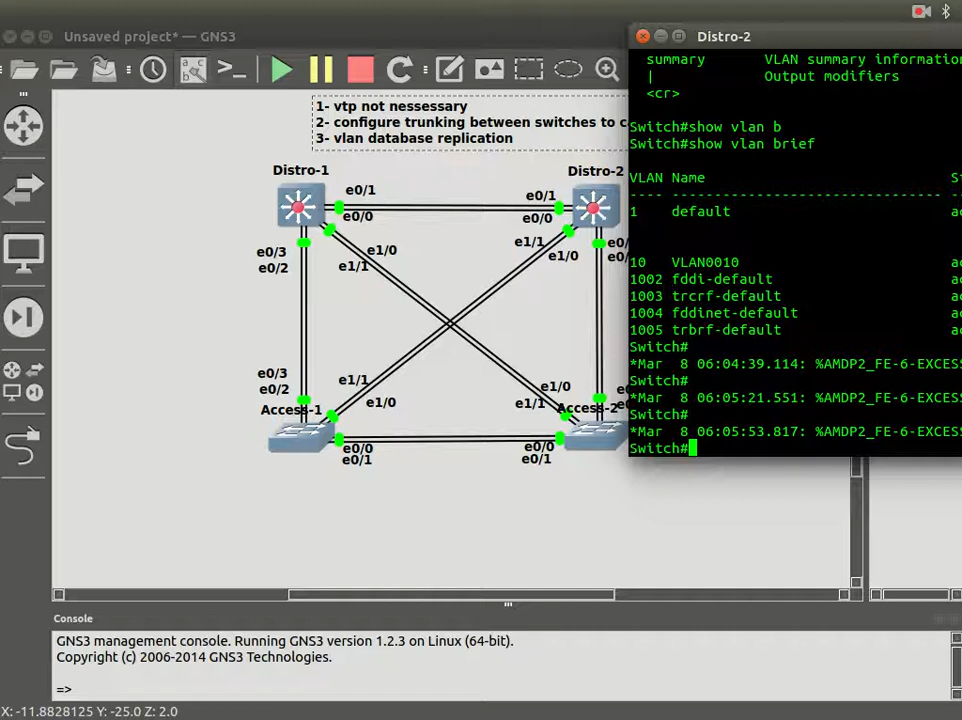 Unsaved project* - GNS3
Distro-2
a
b
c
>_
1- vtp not nessessary
2- configure trunking between switches to
3- vlan database replication
Distro-1
Distro-2
e0/1
e0/1
e0/0
e0/0
e0/3
e0/2
e1/0
e1/1
e1/1
e1/0
e0/3
e0/2
e1/1
e1/0
e1/0
e1/1
Access-1
Access-2
e0/0
e0/1
e0/0
e0/1
summary VLAN summary information
| Output modifiers
<cr>
Switch#show vlan b
Switch#show vlan brief
VLAN Name
---- -------------------------------- 
1 default
10 VLAN0010
1002 fddi-default
1003 trcrf-default
1004 fddinet-default
1005 trbrf-default
Switch#
*Mar 8 06:04:39.114: %AMDP2_FE-6-EXCESS
Switch#
*Mar 8 06:05:21.551: %AMDP2_FE-6-EXCESS
Switch#
*Mar 8 06:05:53.817: %AMDP2_FE-6-EXCESS
Switch#
Console
GNS3 management console. Running GNS3 version 1.2.3 on Linux (64-bit).
Copyright (c) 2006-2014 GNS3 Technologies.
=>
X: -11.8828125 Y: -25.0 Z: 2.0